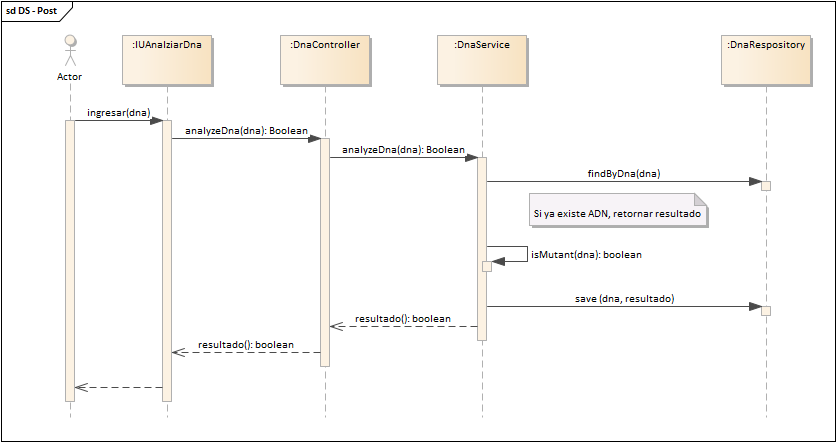 sd DS - Post
:IUAnalziarDna
:DnaController
:DnaService
:DnaRespository
Actor
ingresar(dna)
analyzeDna(dna): Boolean
analyzeDna(dna): Boolean
findByDna(dna)
Si ya existe ADN, retornar resultado
isMutant(dna): boolean
save (dna, resultado)
resultado(): boolean
resultado(): boolean